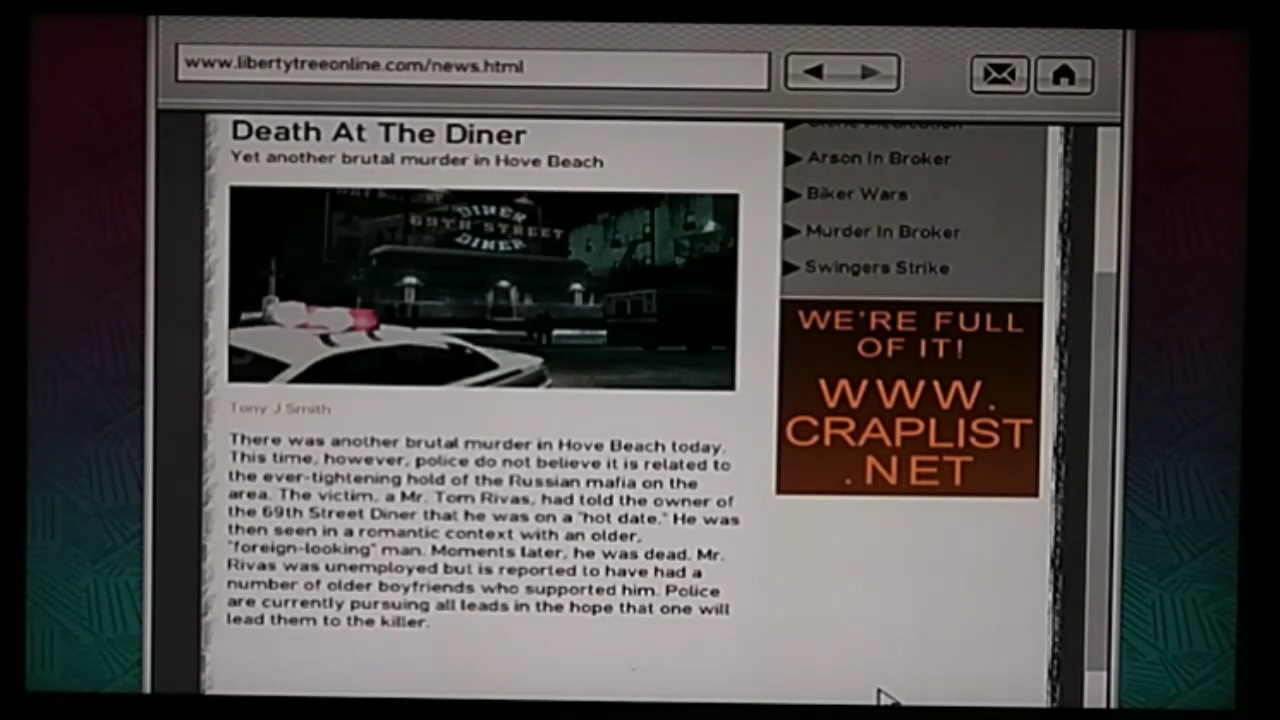 www.libertytreeonline.com/news.html
Death At The Diner
Yet another brutal murder in Hove Beach
DINER
69TH STREET
DINER
Tony J Smith
There was another brutal murder in Hove Beach today.
This time, however, police do not believe it is related to
the ever-tightening hold of the Russian mafia on the
area. The victim, a Mr. Tom Rivas, had told the owner of
the 69th Street Diner that he was on a "hot date." He was
then seen in a romantic context with an older,
"foreign-looking" man. Moments later, he was dead. Mr.
Rivas was unemployed but is reported to have had a
number of older boyfriends who supported him. Police
are currently pursuing all leads in the hope that one will
lead them to the killer.
Arson In Broker
Biker Wars
Murder In Broker
Swingers Strike
WE'RE FULL
OF IT!
WWW.
CRAPLIST
.NET